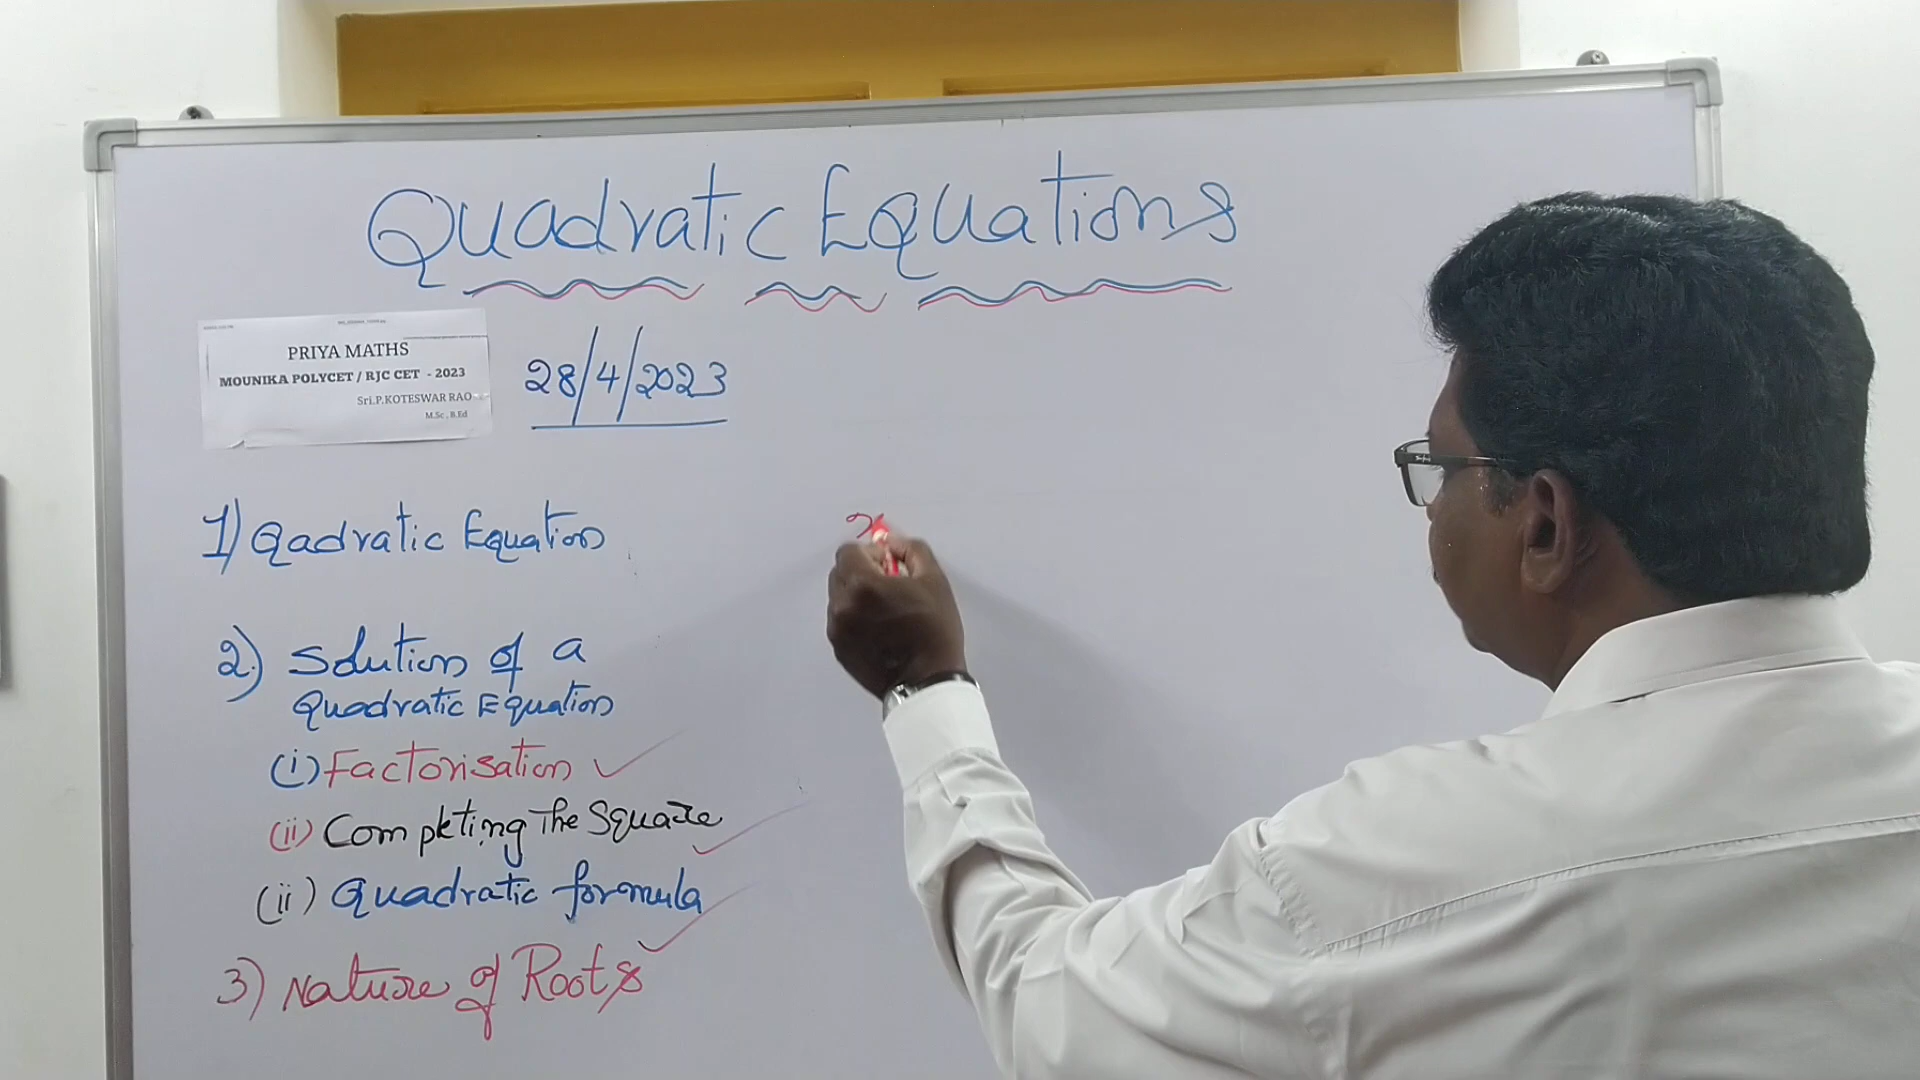 Quadratic Equations
PRIYA MATHS
MOUNIKA POLYCET / RJC CET - 2023
Sri.P.KOTESWAR RAO
M.Sc , B.Ed
28/4/2023
1) Qadratic Equation
2) Solution of a
Quadratic Equation
(i) Factorisation ✓
(ii) Completing The Square ✓
(ii) Quadratic formula ✓
3) Nature of Roots
x